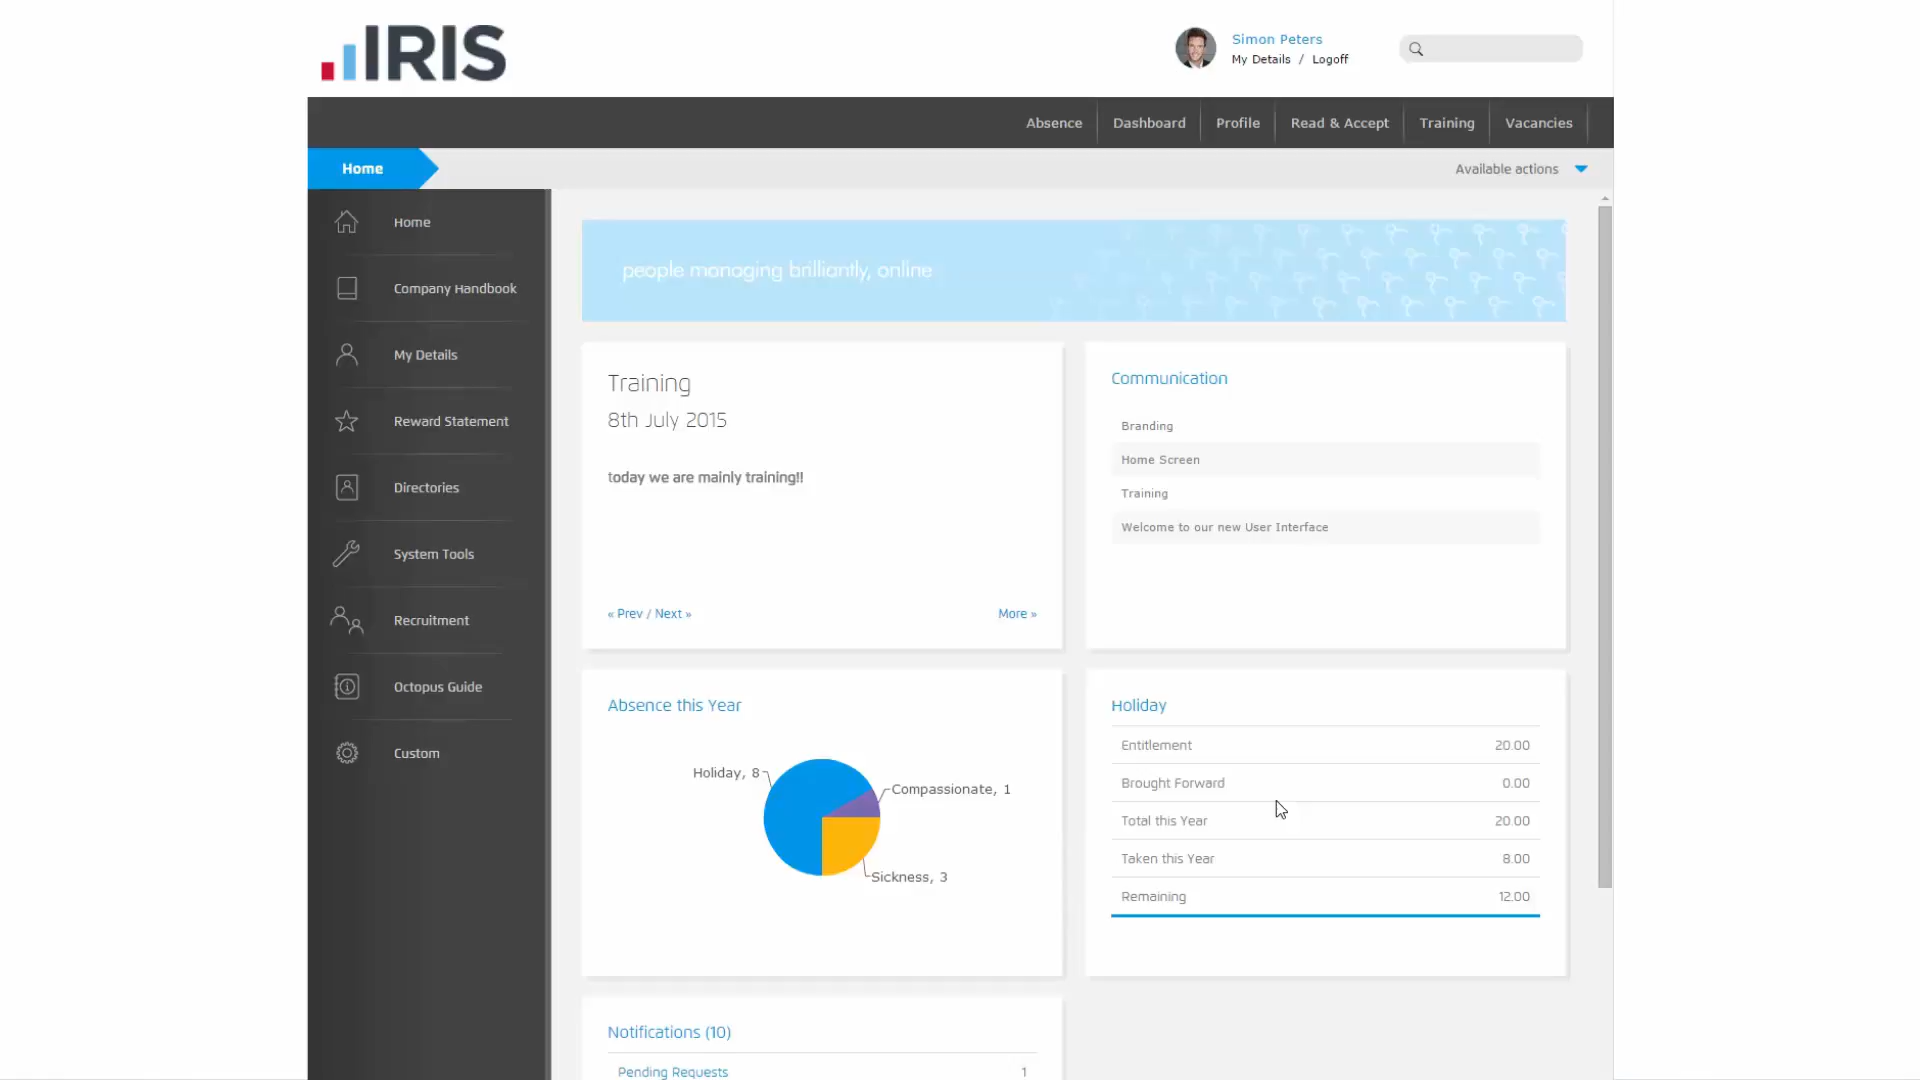 IRIS
Simon Peters
My Details / Logoff
Absence
Dashboard
Profile
Read & Accept
Training
Vacancies
Home
Available actions
Home
Company Handbook
My Details
Reward Statement
Directories
System Tools
Recruitment
Octopus Guide
Custom
people managing brilliantly, online
Training
8th July 2015
today we are mainly training!!
« Prev / Next »
More »
Communication
Branding
Home Screen
Training
Welcome to our new User Interface
Absence this Year
Holiday, 8
Compassionate, 1
Sickness, 3
Holiday
Entitlement 20.00
Brought Forward 0.00
Total this Year 20.00
Taken this Year 8.00
Remaining 12.00
Notifications (10)
Pending Requests 1